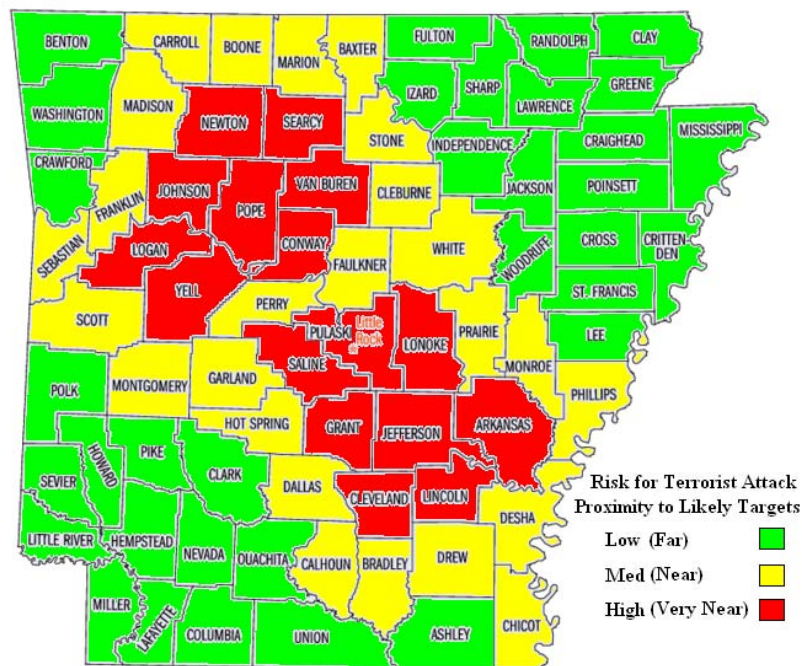 BENTON
CARROLL
BOONE
MARION
BAXTER
FULTON
RANDOLPH
CLAY
WASHINGTON
MADISON
NEWTON
SEARCY
STONE
IZARD
SHARP
LAWRENCE
GREENE
CRAWFORD
FRANKLIN
JOHNSON
POPE
VAN BUREN
CLEBURNE
INDEPENDENCE
JACKSON
CRAIGHEAD
MISSISSIPPI
POINSETT
SEBASTIAN
LOGAN
CONWAY
FAULKNER
WHITE
WOODRUFF
CROSS
CRITTEN
DEN
SCOTT
YELL
PERRY
PULASKI
Little
Rock
LONOKE
PRAIRIE
ST. FRANCIS
LEE
MONROE
PHILLIPS
POLK
MONTGOMERY
GARLAND
SALINE
HOT SPRING
GRANT
JEFFERSON
ARKANSAS
SEVIER
HOWARD
PIKE
CLARK
DALLAS
CLEVELAND
LINCOLN
DESHA
LITTLE RIVER
HEMPSTEAD
NEVADA
OUACHITA
CALHOUN
BRADLEY
DREW
MILLER
LAFAYETTE
COLUMBIA
UNION
ASHLEY
CHICOT
Risk for Terrorist Attack
Proximity to Likely Targets
Low (Far)
Med (Near)
High (Very Near)